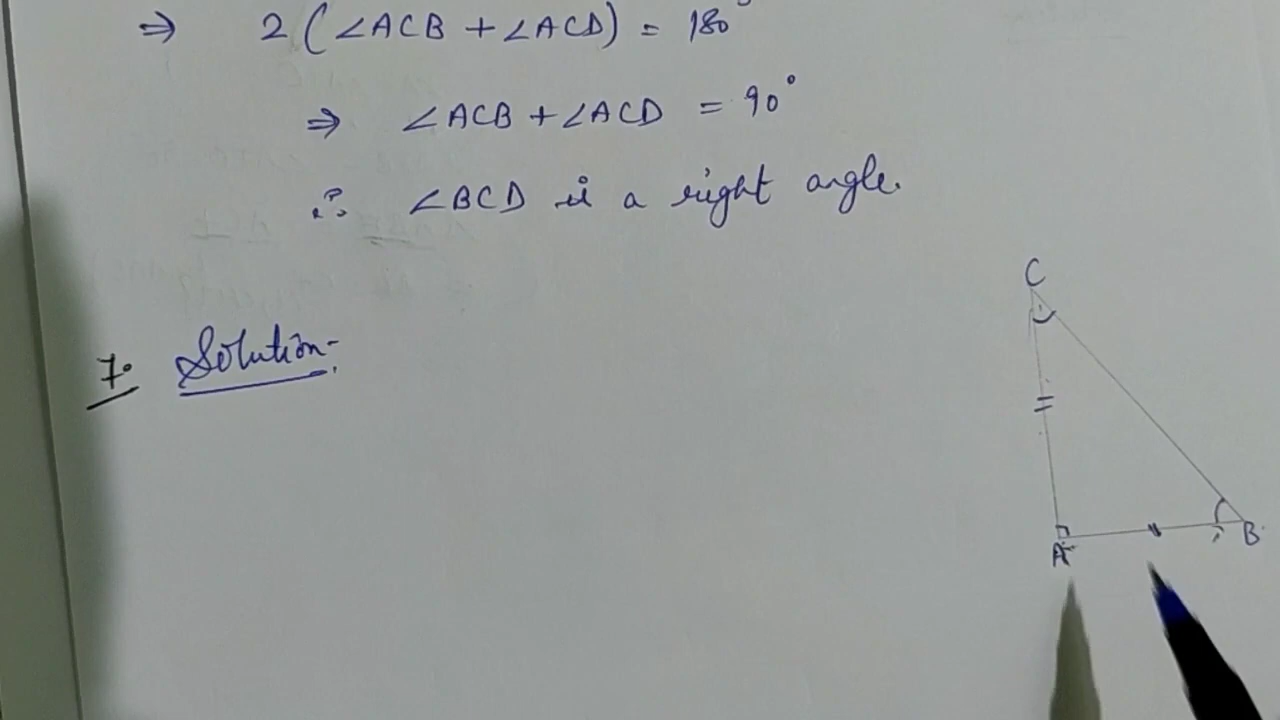 ⇒ 2(∠ACB + ∠ACD) = 180°
⇒ ∠ACB + ∠ACD = 90°
∴ ∠BCD is a right angle.
C
7. Solution-
A
B